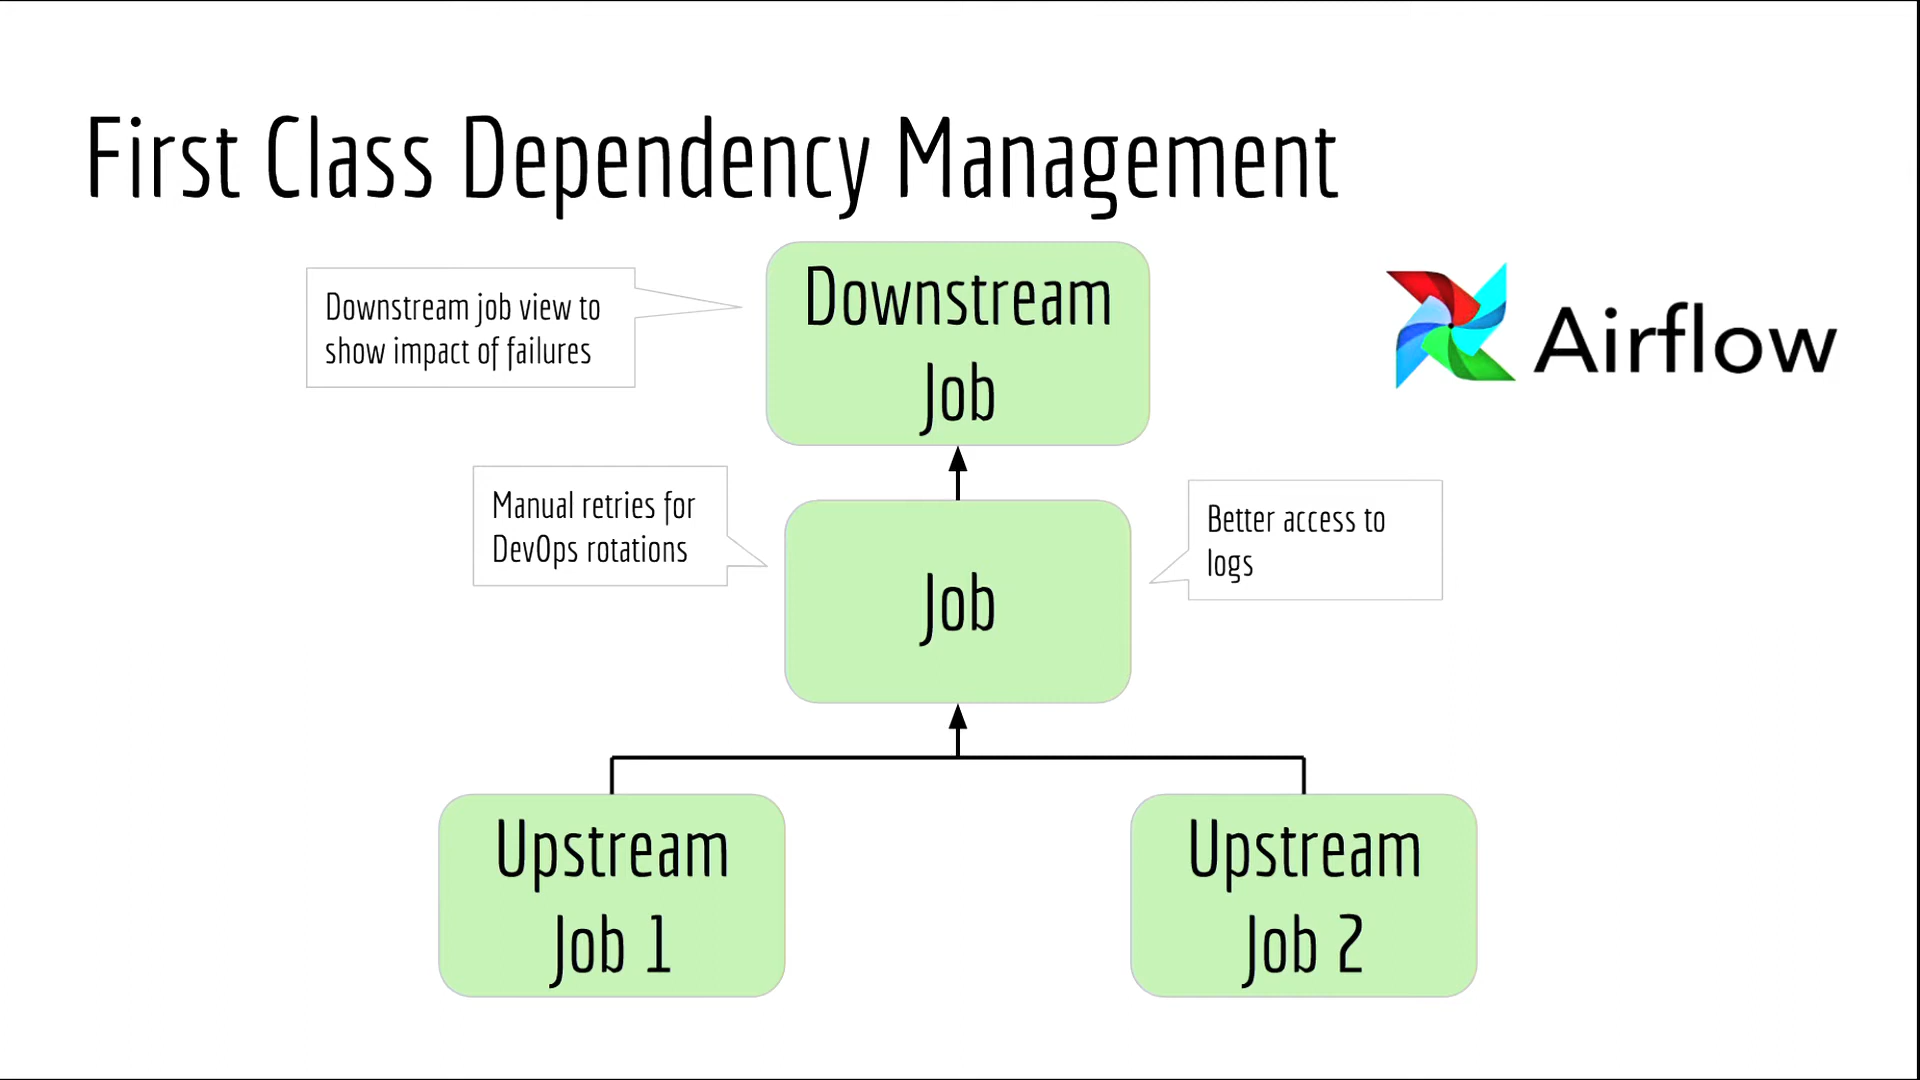 First Class Dependency Management
Downstream job view to
show impact of failures
Downstream
Job
Airflow
Manual retries for
DevOps rotations
Job
Better access to
logs
Upstream
Job 1
Upstream
Job 2